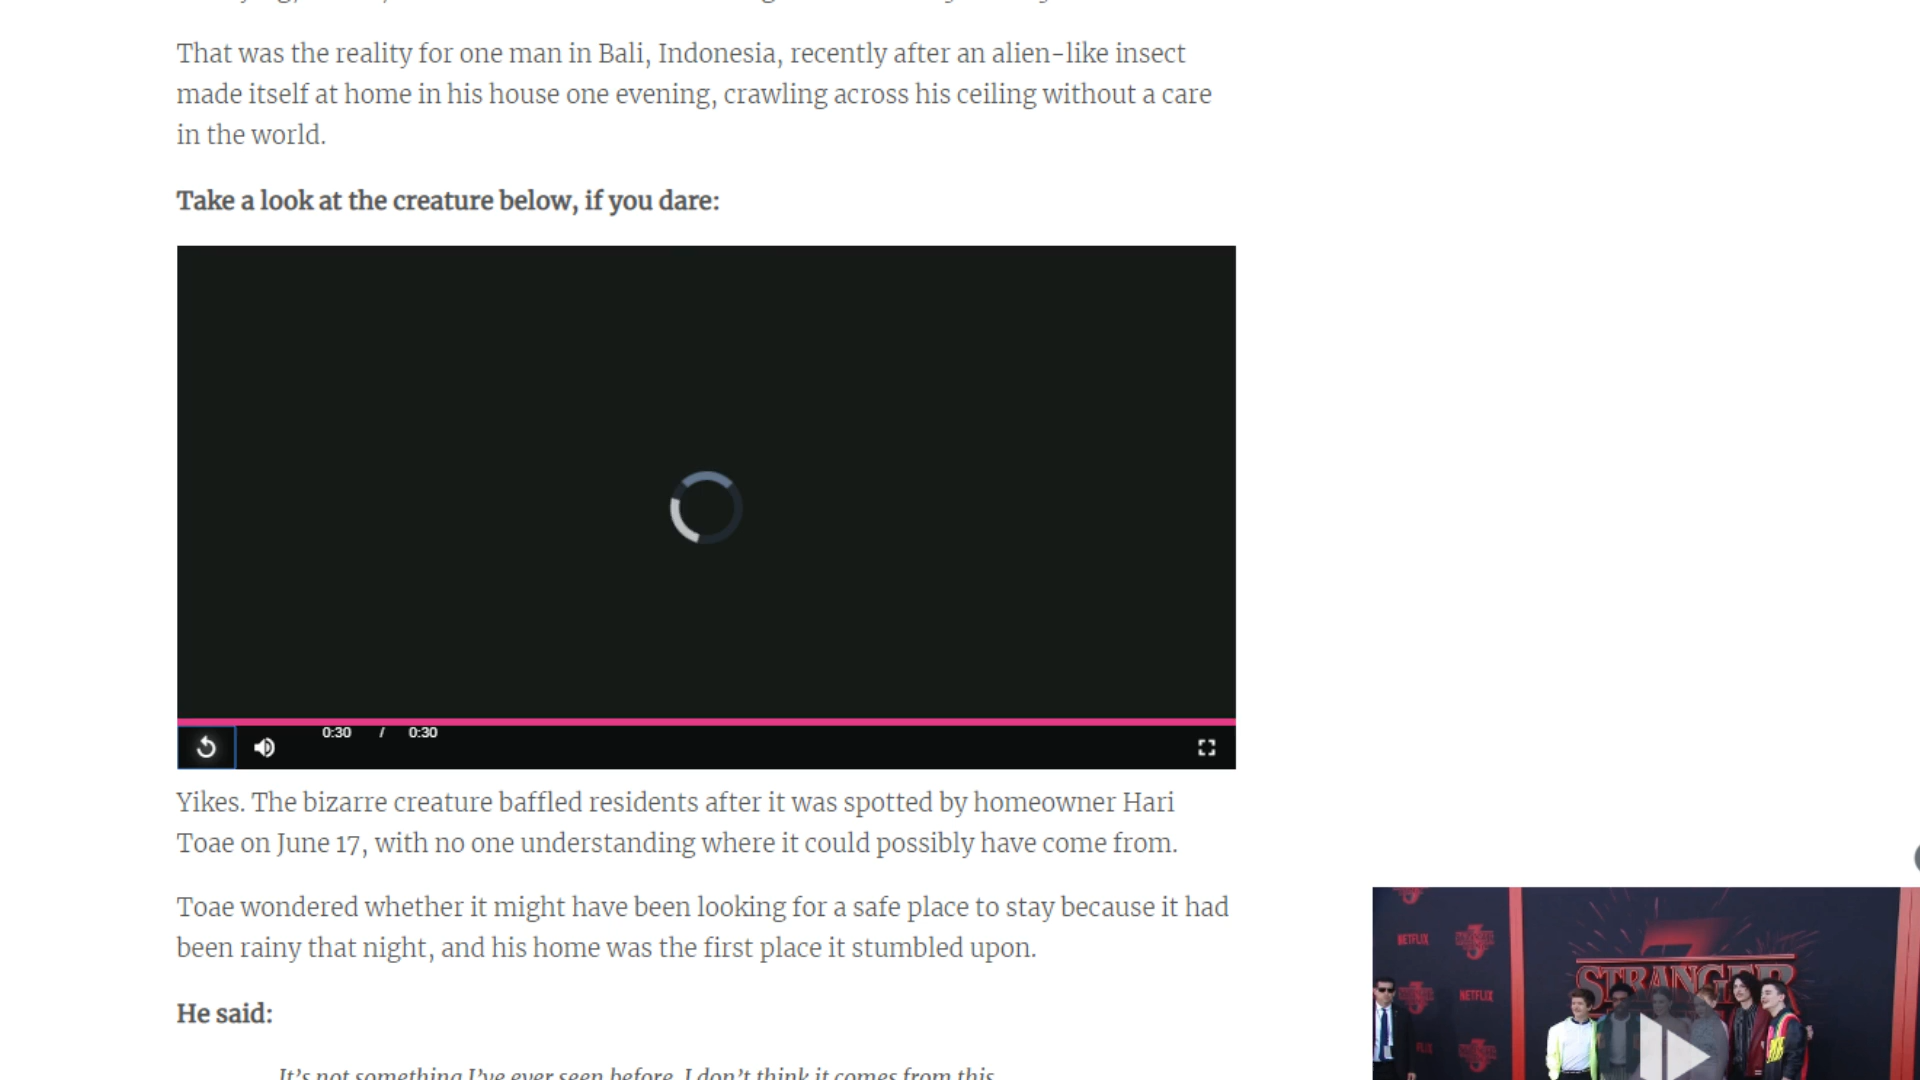 That was the reality for one man in Bali, Indonesia, recently after an alien-like insect
made itself at home in his house one evening, crawling across his ceiling without a care
in the world.
Take a look at the creature below, if you dare:
0:30 / 0:30
Yikes. The bizarre creature baffled residents after it was spotted by homeowner Hari
Toae on June 17, with no one understanding where it could possibly have come from.
Toae wondered whether it might have been looking for a safe place to stay because it had
been rainy that night, and his home was the first place it stumbled upon.
NETFLIX
STRANGER
NETFLIX
He said:
It's not something I've ever seen before. I don't think it comes from this